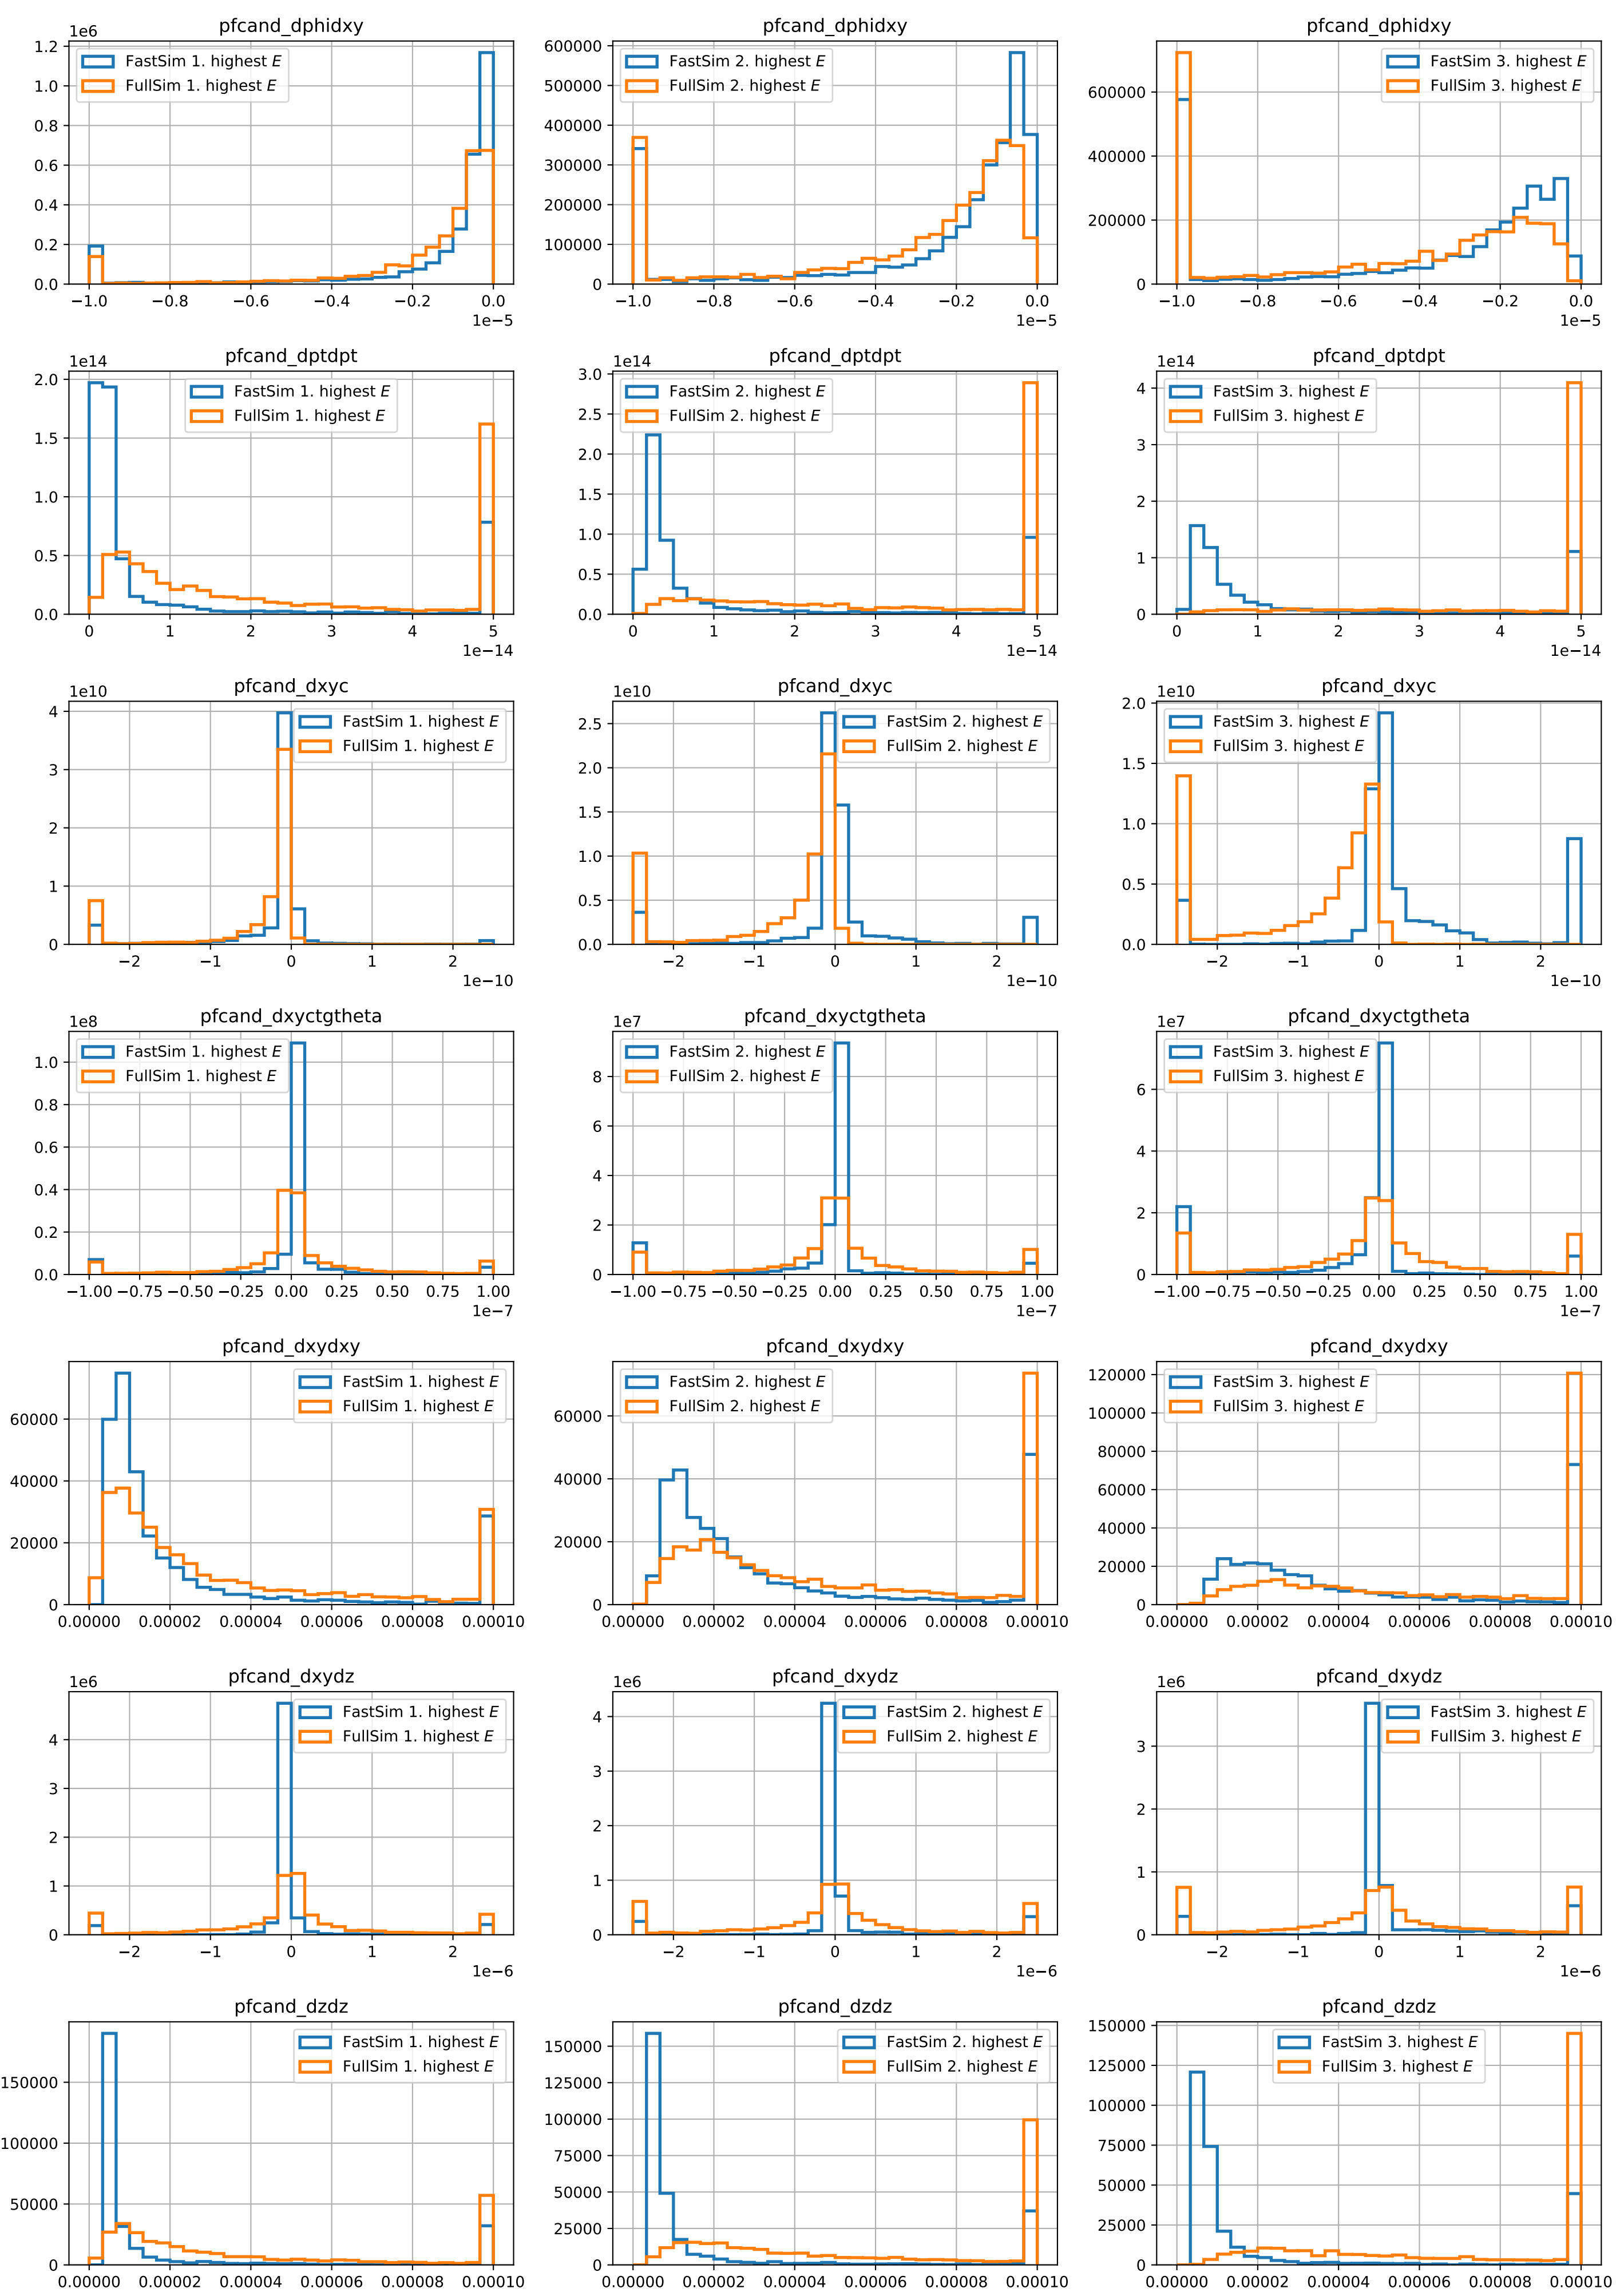 pfcand_dphidxy
1e6
FastSim 1. highest E
FullSim 1. highest E
1.2
1.0
0.8
0.6
0.4
0.2
0.0
−1.0 −0.8 −0.6 −0.4 −0.2 0.0
1e−5
pfcand_dphidxy
FastSim 2. highest E
FullSim 2. highest E
600000
500000
400000
300000
200000
100000
0
−1.0 −0.8 −0.6 −0.4 −0.2 0.0
1e−5
pfcand_dphidxy
FastSim 3. highest E
FullSim 3. highest E
600000
400000
200000
0
−1.0 −0.8 −0.6 −0.4 −0.2 0.0
1e−5
pfcand_dptdpt
1e14
FastSim 1. highest E
FullSim 1. highest E
2.0
1.5
1.0
0.5
0.0
0 1 2 3 4 5
1e−14
pfcand_dptdpt
1e14
FastSim 2. highest E
FullSim 2. highest E
3.0
2.5
2.0
1.5
1.0
0.5
0.0
0 1 2 3 4 5
1e−14
pfcand_dptdpt
1e14
FastSim 3. highest E
FullSim 3. highest E
4
3
2
1
0
0 1 2 3 4 5
1e−14
pfcand_dxyc
1e10
FastSim 1. highest E
FullSim 1. highest E
4
3
2
1
0
−2 −1 0 1 2
1e−10
pfcand_dxyc
1e10
FastSim 2. highest E
FullSim 2. highest E
2.5
2.0
1.5
1.0
0.5
0.0
−2 −1 0 1 2
1e−10
pfcand_dxyc
1e10
FastSim 3. highest E
FullSim 3. highest E
2.0
1.5
1.0
0.5
0.0
−2 −1 0 1 2
1e−10
pfcand_dxyctgtheta
1e8
FastSim 1. highest E
FullSim 1. highest E
1.0
0.8
0.6
0.4
0.2
0.0
−1.00 −0.75 −0.50 −0.25 0.00 0.25 0.50 0.75 1.00
1e−7
pfcand_dxyctgtheta
1e7
FastSim 2. highest E
FullSim 2. highest E
8
6
4
2
0
−1.00 −0.75 −0.50 −0.25 0.00 0.25 0.50 0.75 1.00
1e−7
pfcand_dxyctgtheta
1e7
FastSim 3. highest E
FullSim 3. highest E
6
4
2
0
−1.00 −0.75 −0.50 −0.25 0.00 0.25 0.50 0.75 1.00
1e−7
pfcand_dxydxy
FastSim 1. highest E
FullSim 1. highest E
60000
40000
20000
0
0.00000 0.00002 0.00004 0.00006 0.00008 0.00010
pfcand_dxydxy
FastSim 2. highest E
FullSim 2. highest E
60000
40000
20000
0
0.00000 0.00002 0.00004 0.00006 0.00008 0.00010
pfcand_dxydxy
FastSim 3. highest E
FullSim 3. highest E
120000
100000
80000
60000
40000
20000
0
0.00000 0.00002 0.00004 0.00006 0.00008 0.00010
pfcand_dxydz
1e6
FastSim 1. highest E
FullSim 1. highest E
4
3
2
1
0
−2 −1 0 1 2
1e−6
pfcand_dxydz
1e6
FastSim 2. highest E
FullSim 2. highest E
4
3
2
1
0
−2 −1 0 1 2
1e−6
pfcand_dxydz
1e6
FastSim 3. highest E
FullSim 3. highest E
3
2
1
0
−2 −1 0 1 2
1e−6
pfcand_dzdz
FastSim 1. highest E
FullSim 1. highest E
150000
100000
50000
0
0.00000 0.00002 0.00004 0.00006 0.00008 0.00010
pfcand_dzdz
FastSim 2. highest E
FullSim 2. highest E
150000
125000
100000
75000
50000
25000
0
0.00000 0.00002 0.00004 0.00006 0.00008 0.00010
pfcand_dzdz
FastSim 3. highest E
FullSim 3. highest E
150000
125000
100000
75000
50000
25000
0
0.00000 0.00002 0.00004 0.00006 0.00008 0.00010